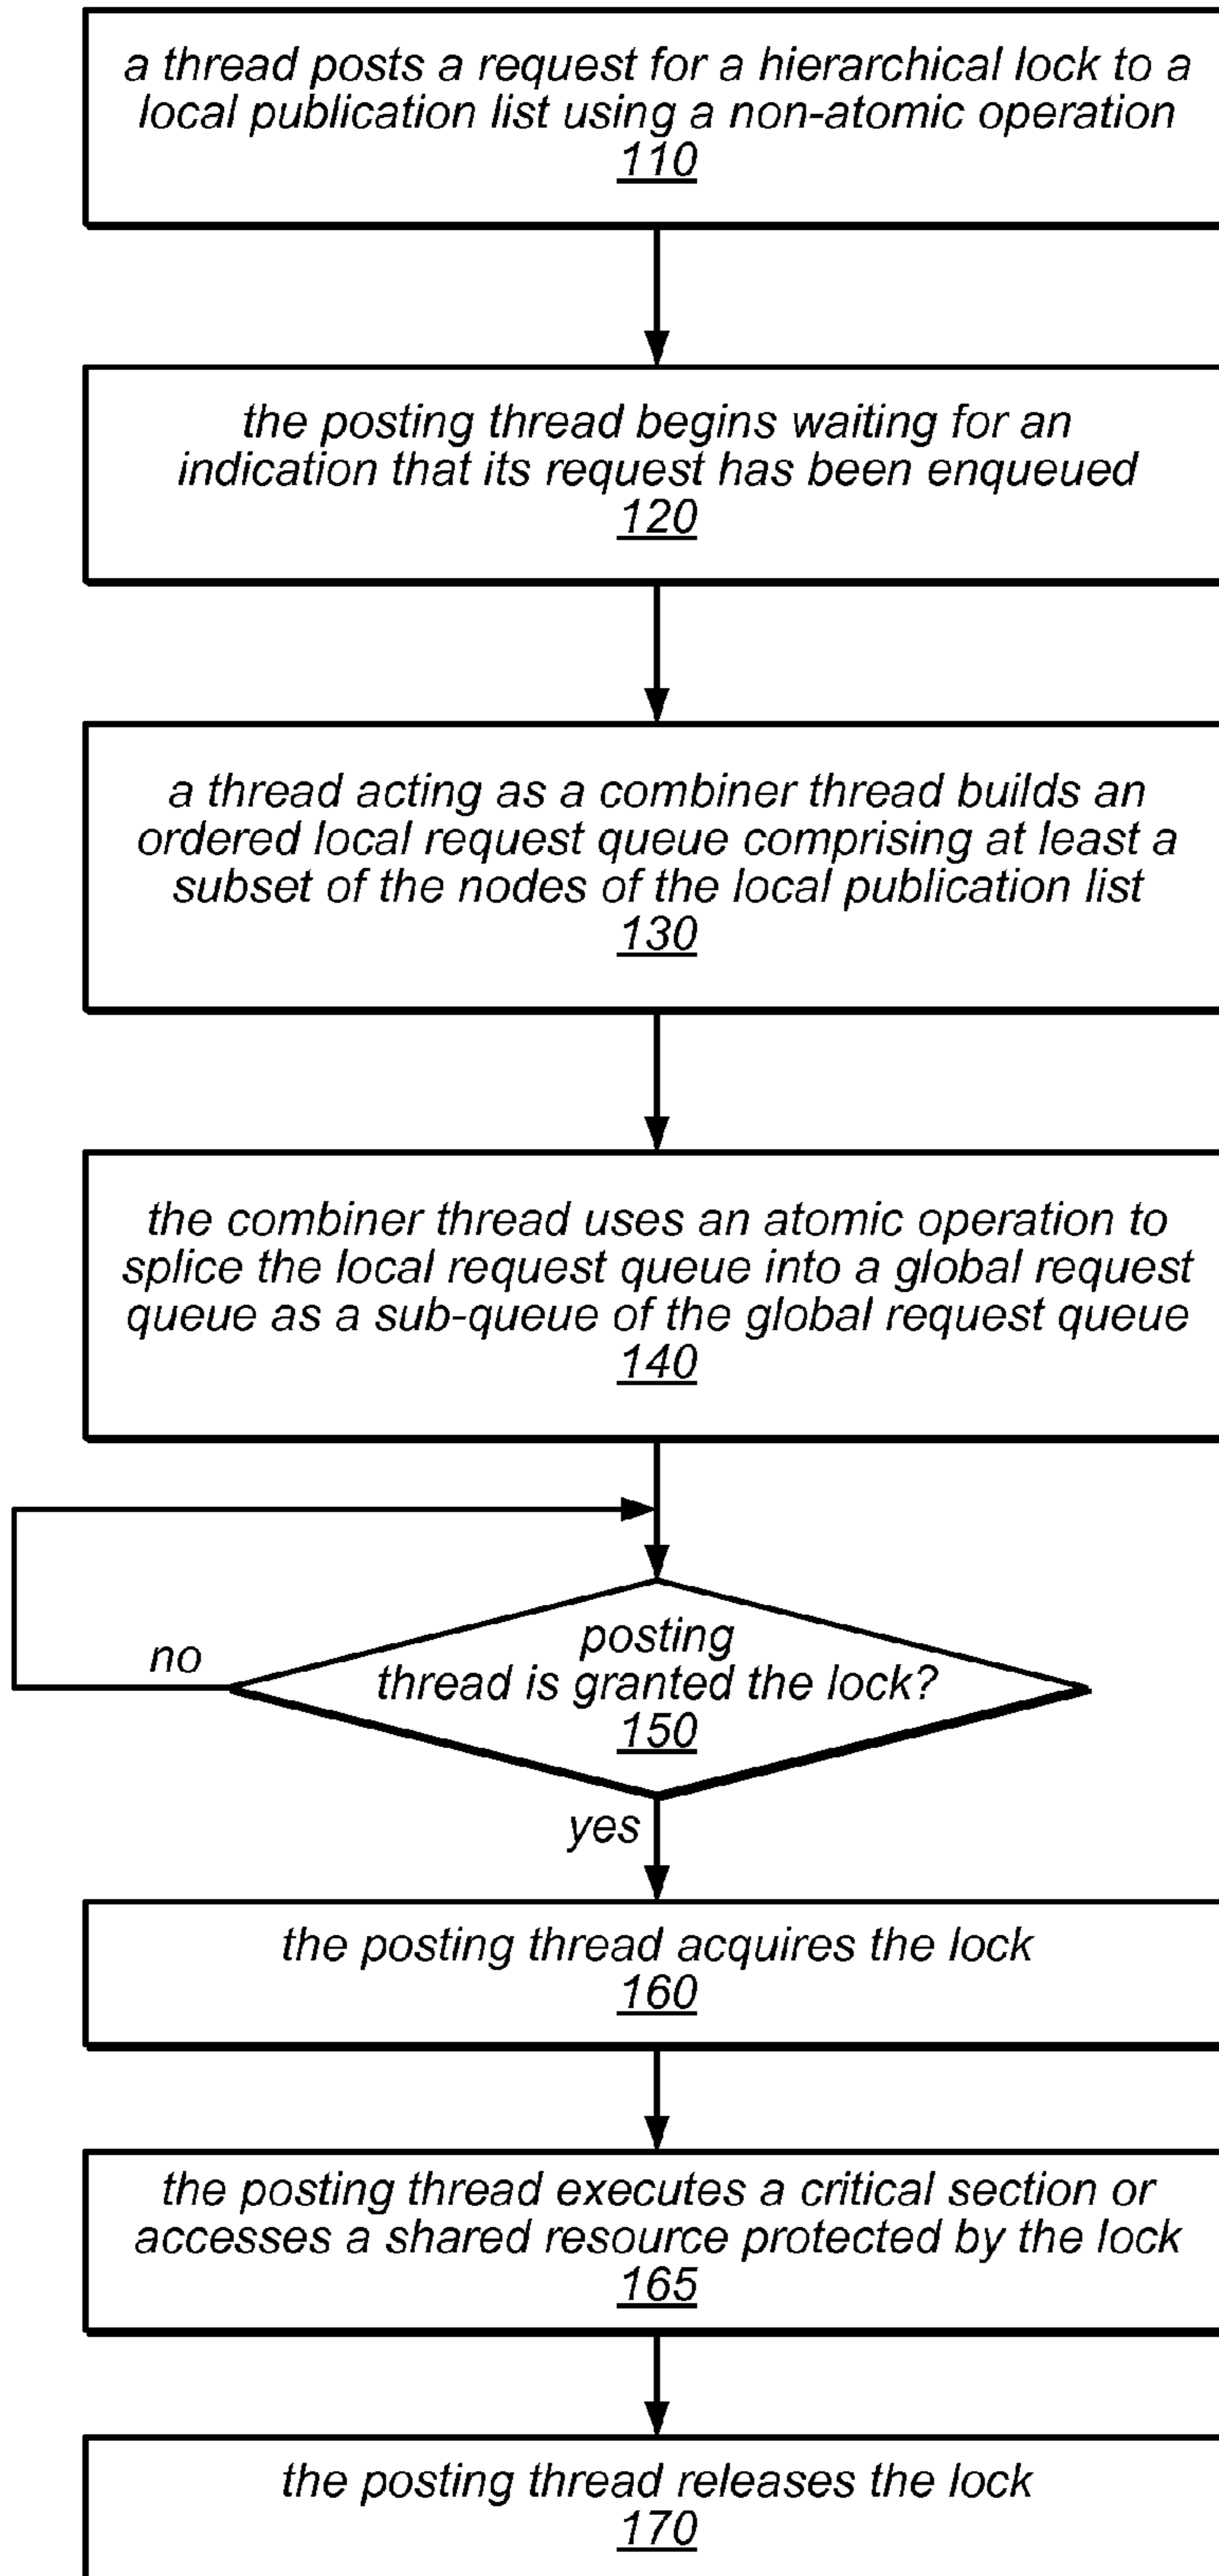 a thread posts a request for a hierarchical lock to a
local publication list using a non-atomic operation
110
the posting thread begins waiting for an
indication that its request has been enqueued
120
a thread acting as a combiner thread builds an
ordered local request queue comprising at least a
subset of the nodes of the local publication list
130
the combiner thread uses an atomic operation to
splice the local request queue into a global request
queue as a sub-queue of the global request queue
140
posting
no
thread is granted the lock?
150
yes
the posting thread acquires the lock
160
the posting thread executes a critical section or
accesses a shared resource protected by the lock
165
the posting thread releases the lock
170